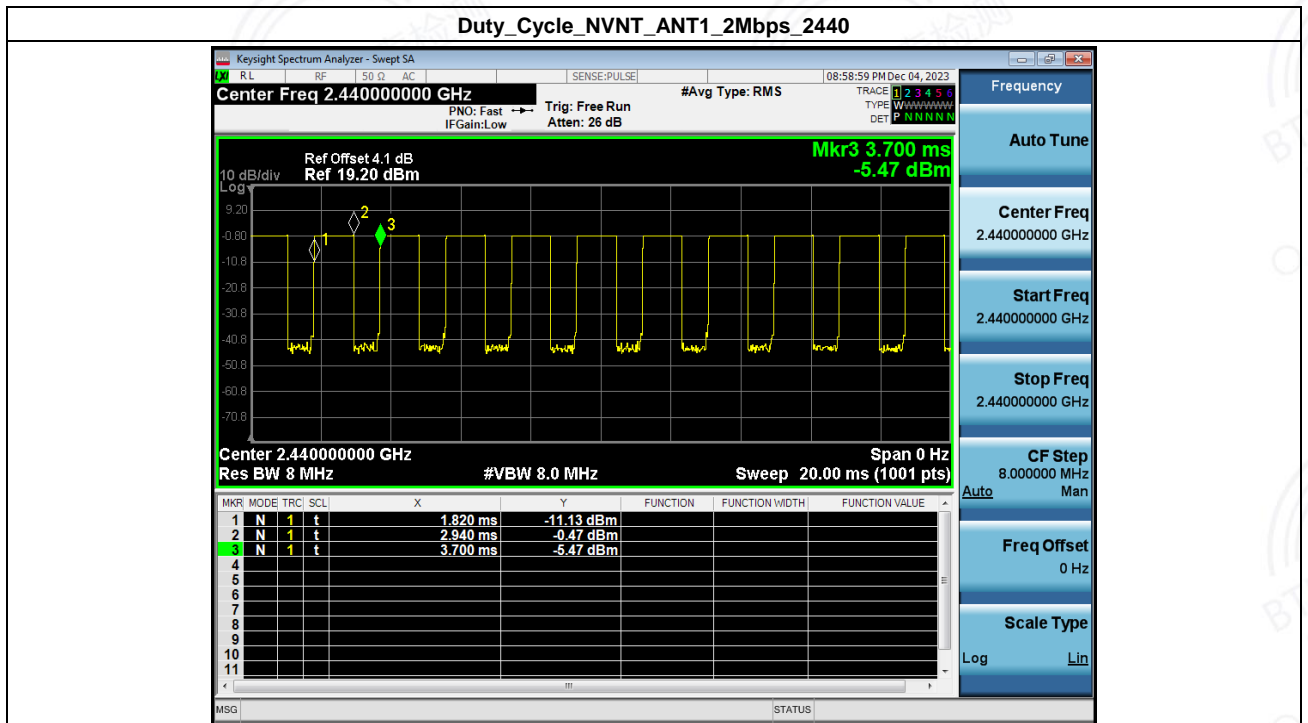 Duty_Cycle_NVNT_ANT1_2Mbps_2440
Keysight Spectrum Analyzer - Swept SA
LXI RL RF 50 Ω AC SENSE:PULSE 08:58:59 PM Dec 04, 2023
Center Freq 2.440000000 GHz #Avg Type: RMS TRACE 1 2 3 4 5 6
PNO: Fast Trig: Free Run TYPE WWWWWW
IFGain:Low Atten: 26 dB DET P N N N N N
Frequency
Auto Tune
Center Freq
2.440000000 GHz
Start Freq
2.440000000 GHz
Stop Freq
2.440000000 GHz
CF Step
8.000000 MHz
Auto Man
Freq Offset
0 Hz
Scale Type
Log Lin
Mkr3 3.700 ms
-5.47 dBm
Ref Offset 4.1 dB
10 dB/div Ref 19.20 dBm
Log
9.20
-0.80
-10.8
-20.8
-30.8
-40.8
-50.8
-60.8
-70.8
1
2
3
Center 2.440000000 GHz Span 0 Hz
Res BW 8 MHz #VBW 8.0 MHz Sweep 20.00 ms (1001 pts)
MKR MODE TRC SCL X Y FUNCTION FUNCTION WIDTH FUNCTION VALUE
1 N 1 t 1.820 ms -11.13 dBm
2 N 1 t 2.940 ms -0.47 dBm
3 N 1 t 3.700 ms -5.47 dBm
4
5
6
7
8
9
10
11
MSG STATUS